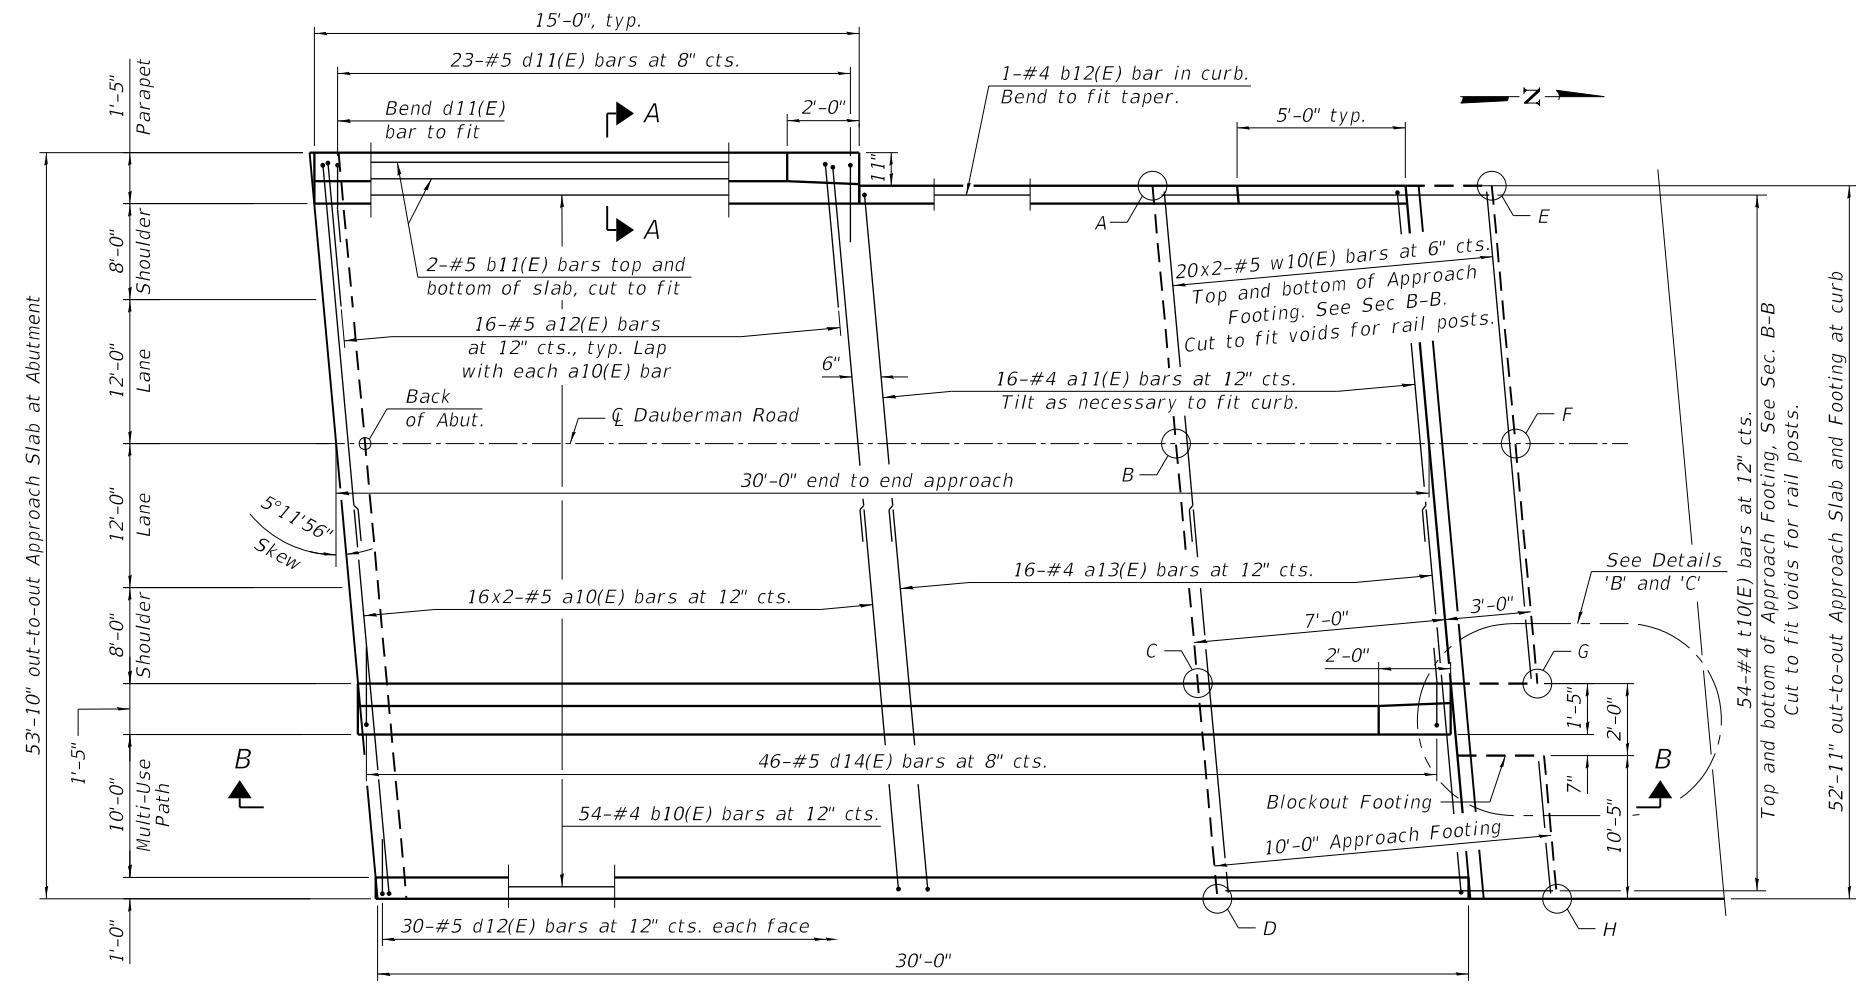 15'-0", typ.
23-#5 d11(E) bars at 8" cts.
1'-5"
Parapet
Bend d11(E)
bar to fit
A
2'-0"
1-#4 b12(E) bar in curb.
Bend to fit taper.
N
5'-0" typ.
11"
A
A
E
8'-0"
Shoulder
2-#5 b11(E) bars top and
bottom of slab, cut to fit
20x2-#5 w10(E) bars at 6" cts.
Top and bottom of Approach
Footing. See Sec B-B.
Cut to fit voids for rail posts.
16-#5 a12(E) bars
at 12" cts., typ. Lap
with each a10(E) bar
6"
12'-0"
Lane
16-#4 a11(E) bars at 12" cts.
Tilt as necessary to fit curb.
Back
of Abut.
℄ Dauberman Road
F
B
30'-0" end to end approach
53'-10" out-to-out Approach Slab at Abutment
5°11'56"
Skew
12'-0"
Lane
16-#4 a13(E) bars at 12" cts.
See Details
'B' and 'C'
16x2-#5 a10(E) bars at 12" cts.
7'-0"
3'-0"
8'-0"
Shoulder
C
2'-0"
G
54-#4 t10(E) bars at 12" cts.
Top and bottom of Approach Footing, See Sec. B-B
Cut to fit voids for rail posts.
52'-11" out-to-out Approach Slab and Footing at curb
1'-5"
2'-0"
1'-5"
B
46-#5 d14(E) bars at 8" cts.
B
10'-0"
Multi-Use
Path
7"
Blockout Footing
54-#4 b10(E) bars at 12" cts.
10'-0" Approach Footing
10'-5"
1'-0"
30-#5 d12(E) bars at 12" cts. each face
D
H
30'-0"